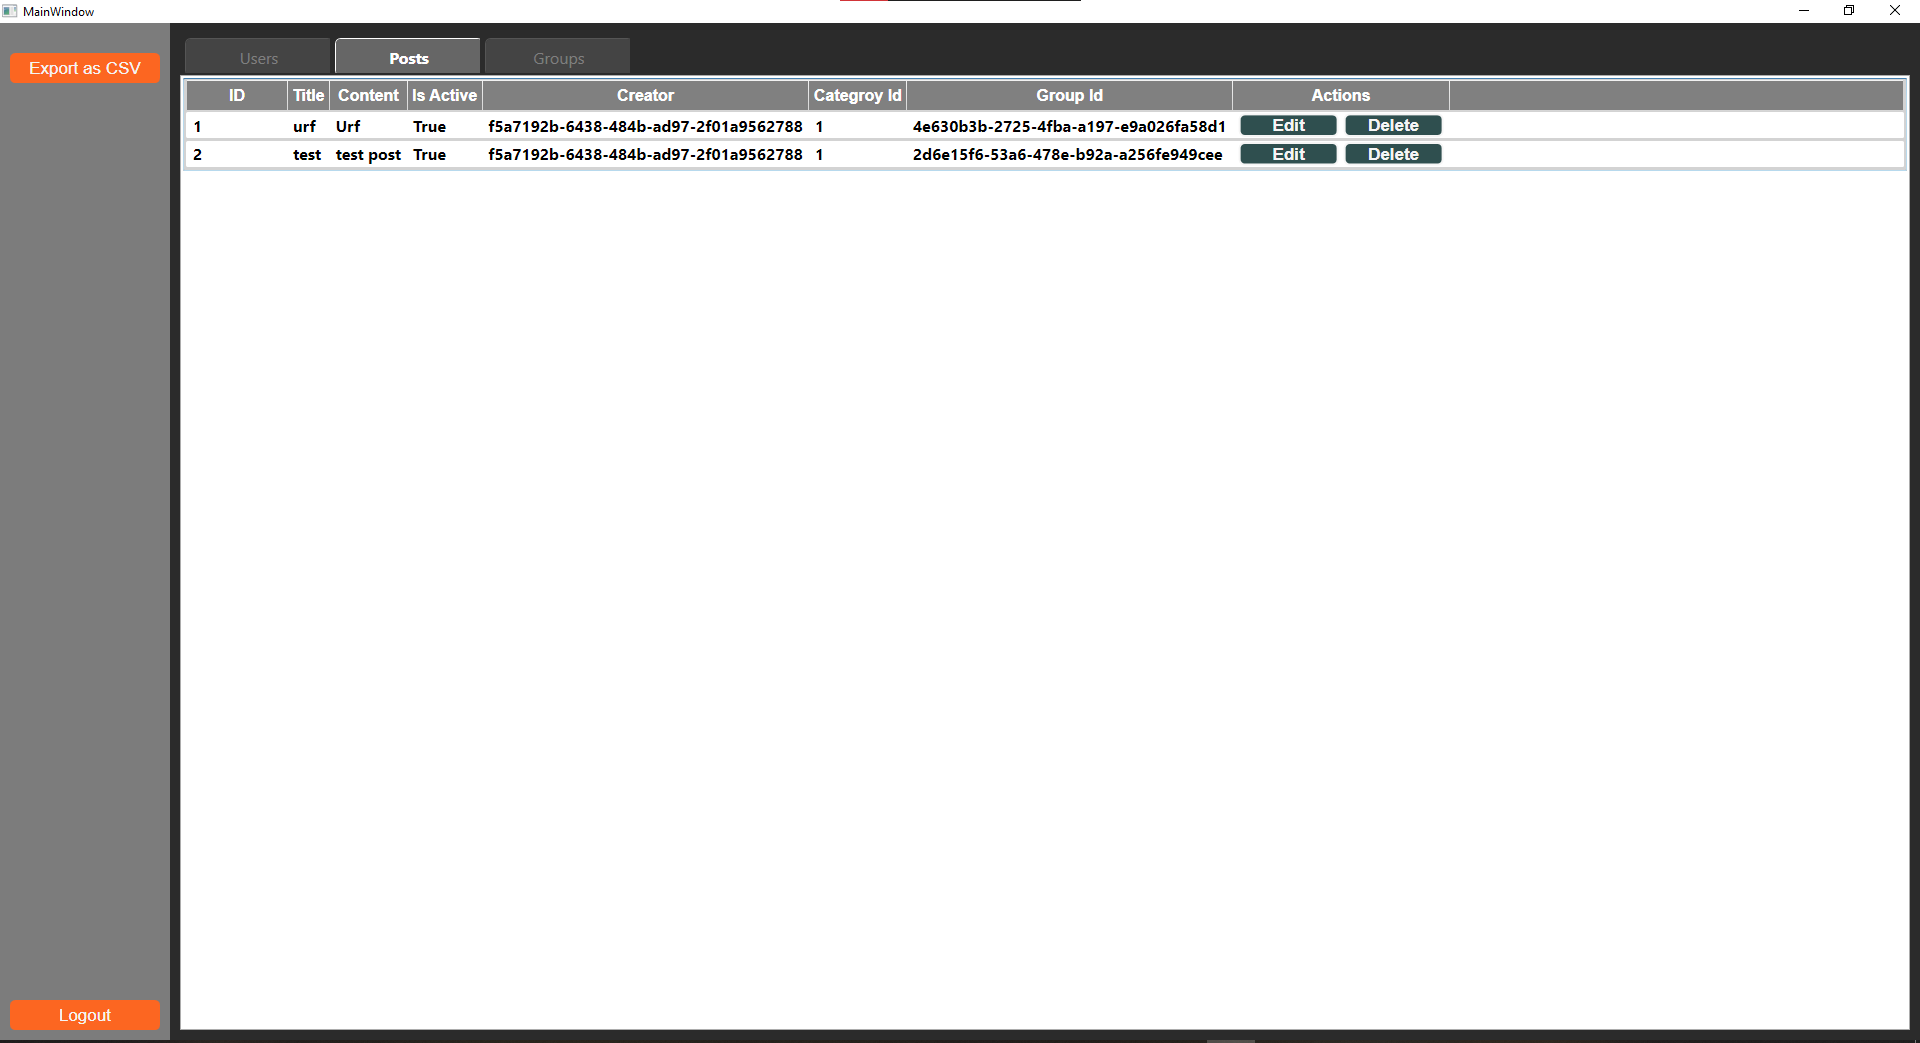 MainWindow
Export as CSV
Users Posts Groups
ID Title Content Is Active Creator Categroy Id Group Id Actions
1 urf Urf True f5a7192b-6438-484b-ad97-2f01a9562788 1 4e630b3b-2725-4fba-a197-e9a026fa58d1 Edit Delete
2 test test post True f5a7192b-6438-484b-ad97-2f01a9562788 1 2d6e15f6-53a6-478e-b92a-a256fe949cee Edit Delete
Logout